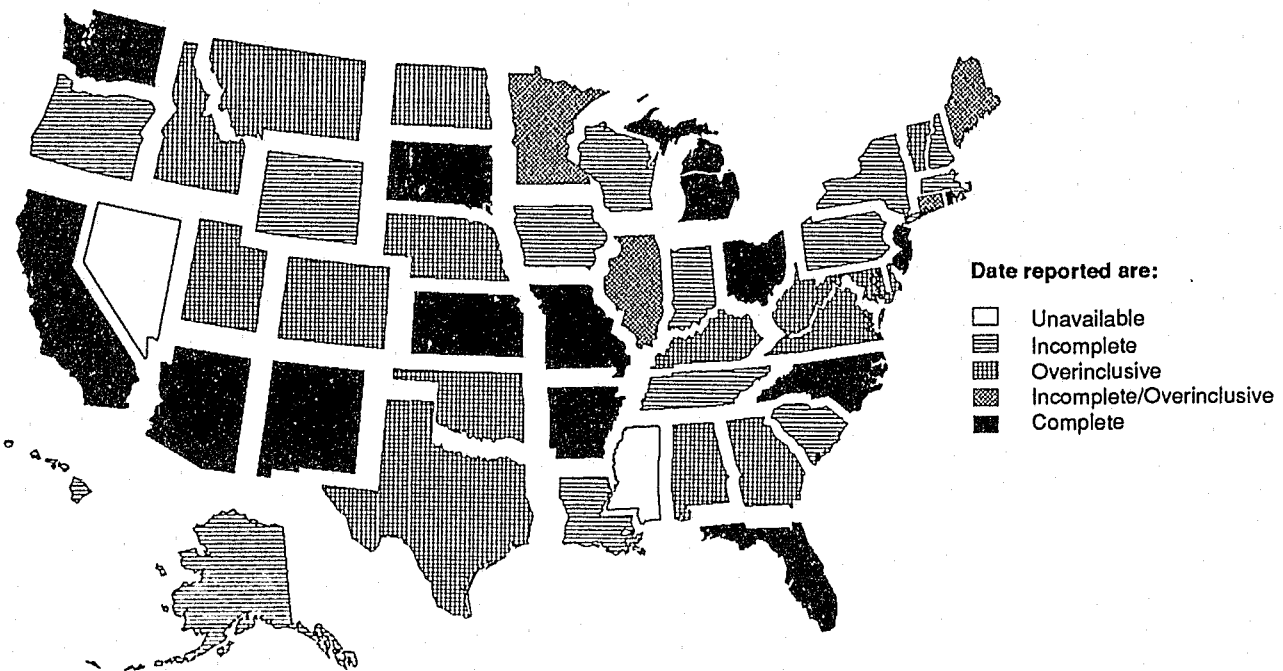 Date reported are:
Unavailable
Incomplete
Overinclusive
Incomplete/Overinclusive
Complete